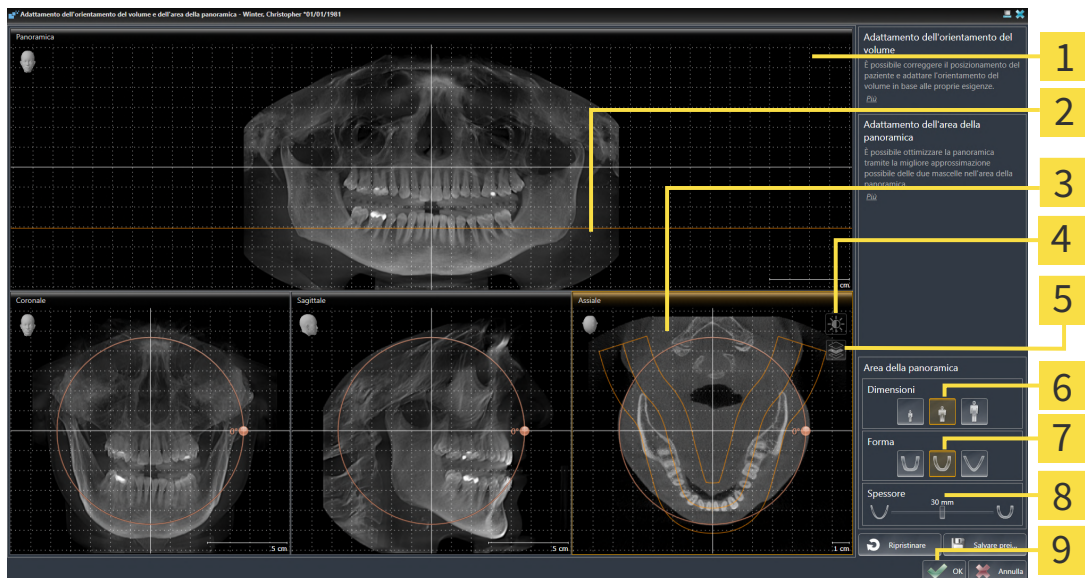 Adattamento dell'orientamento del volume e dell'area della panoramica - Winter, Christopher *01/01/1981
Panoramica
cm
Coronale
0°
5 cm
Sagittale
0°
5 cm
Assiale
0°
1 cm
Adattamento dell'orientamento del
volume
È possibile correggere il posizionamento del
paziente e adattare l'orientamento del
volume in base alle proprie esigenze.
Più
Adattamento dell'area della
panoramica
È possibile ottimizzare la panoramica
tramite la migliore approssimazione
possibile delle due mascelle nell'area della
panoramica
Più
Area della panoramica
Dimensioni
Forma
Spessore
30 mm
Ripristinare
Salvare prei...
OK
Annulla
1
2
3
4
5
6
7
8
9